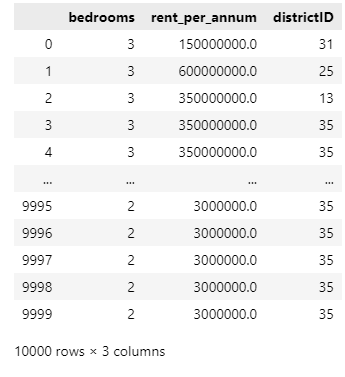 bedrooms rent_per_annum districtID
0 3 150000000.0 31
1 3 600000000.0 25
2 3 350000000.0 13
3 3 350000000.0 35
4 3 350000000.0 35
... ... ... ...
9995 2 3000000.0 35
9996 2 3000000.0 35
9997 2 3000000.0 35
9998 2 3000000.0 35
9999 2 3000000.0 35
10000 rows × 3 columns